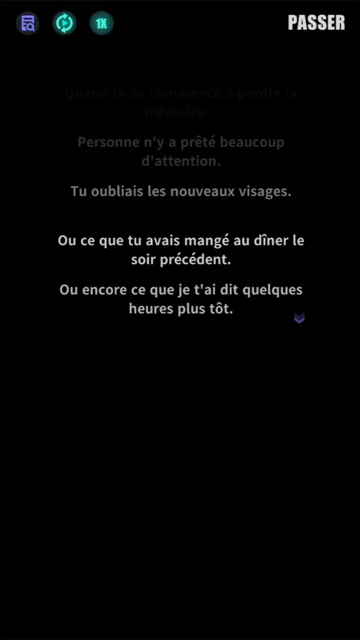 1X
PASSER
Quand tu as commencé à perdre la
mémoire...
Personne n'y a prêté beaucoup
d'attention.
Tu oubliais les nouveaux visages.
Ou ce que tu avais mangé au dîner le
soir précédent.
Ou encore ce que je t'ai dit quelques
heures plus tôt.